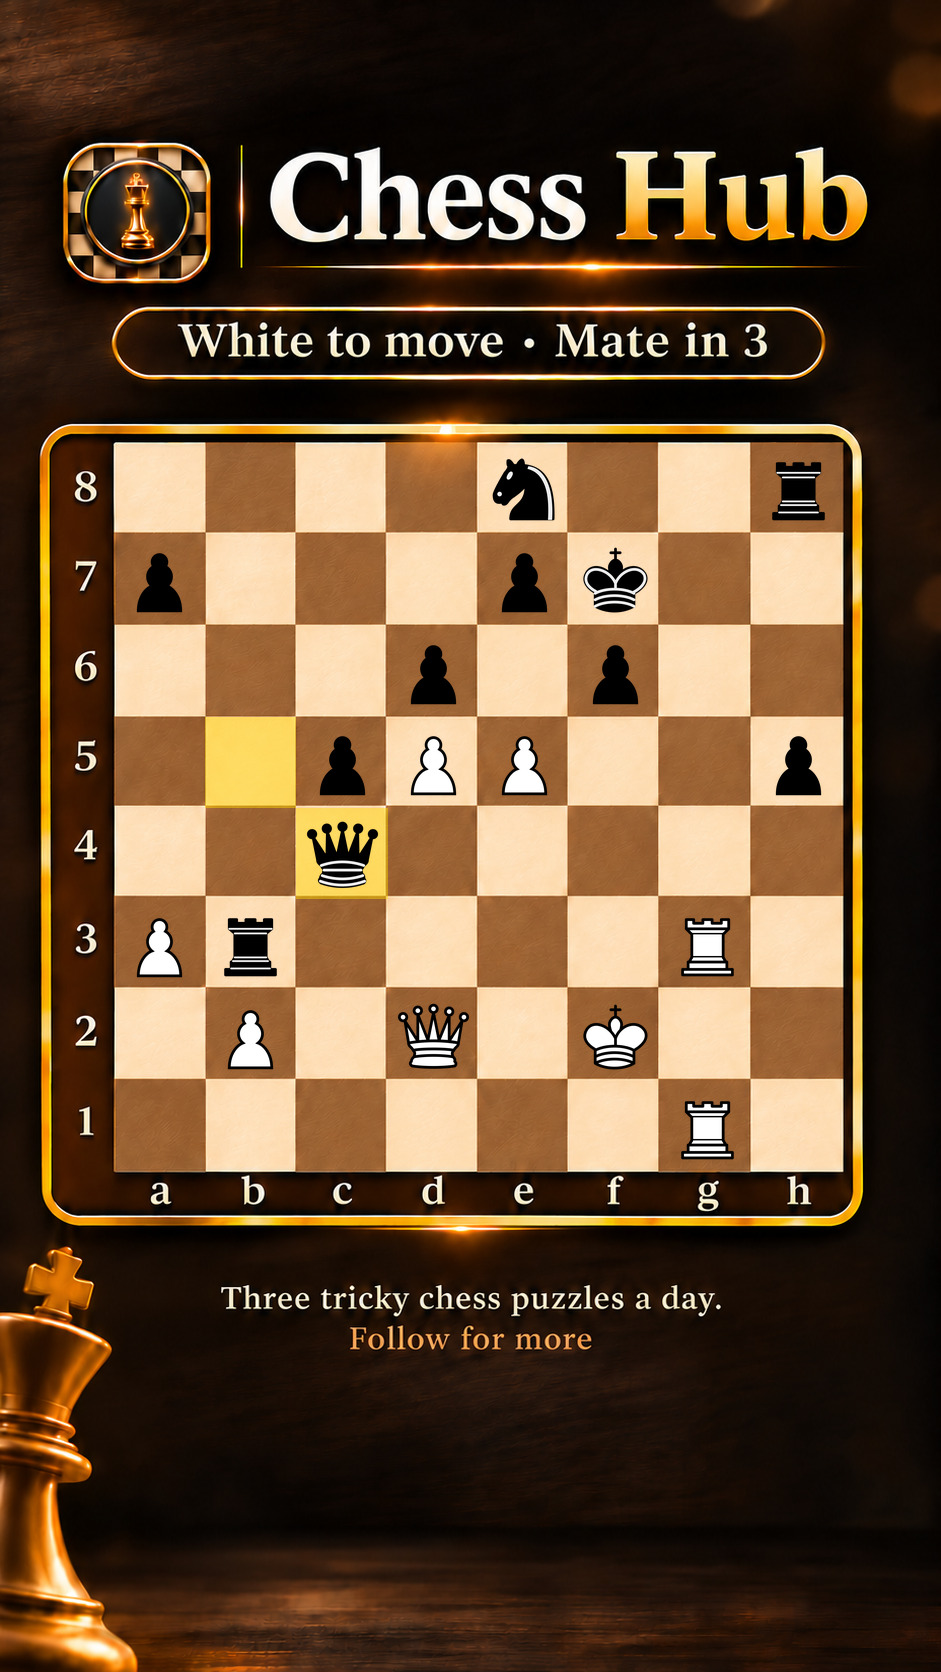 Chess Hub
White to move • Mate in 3
8
7
6
5
4
3
2
1
a b c d e f g h
Three tricky chess puzzles a day.
Follow for more